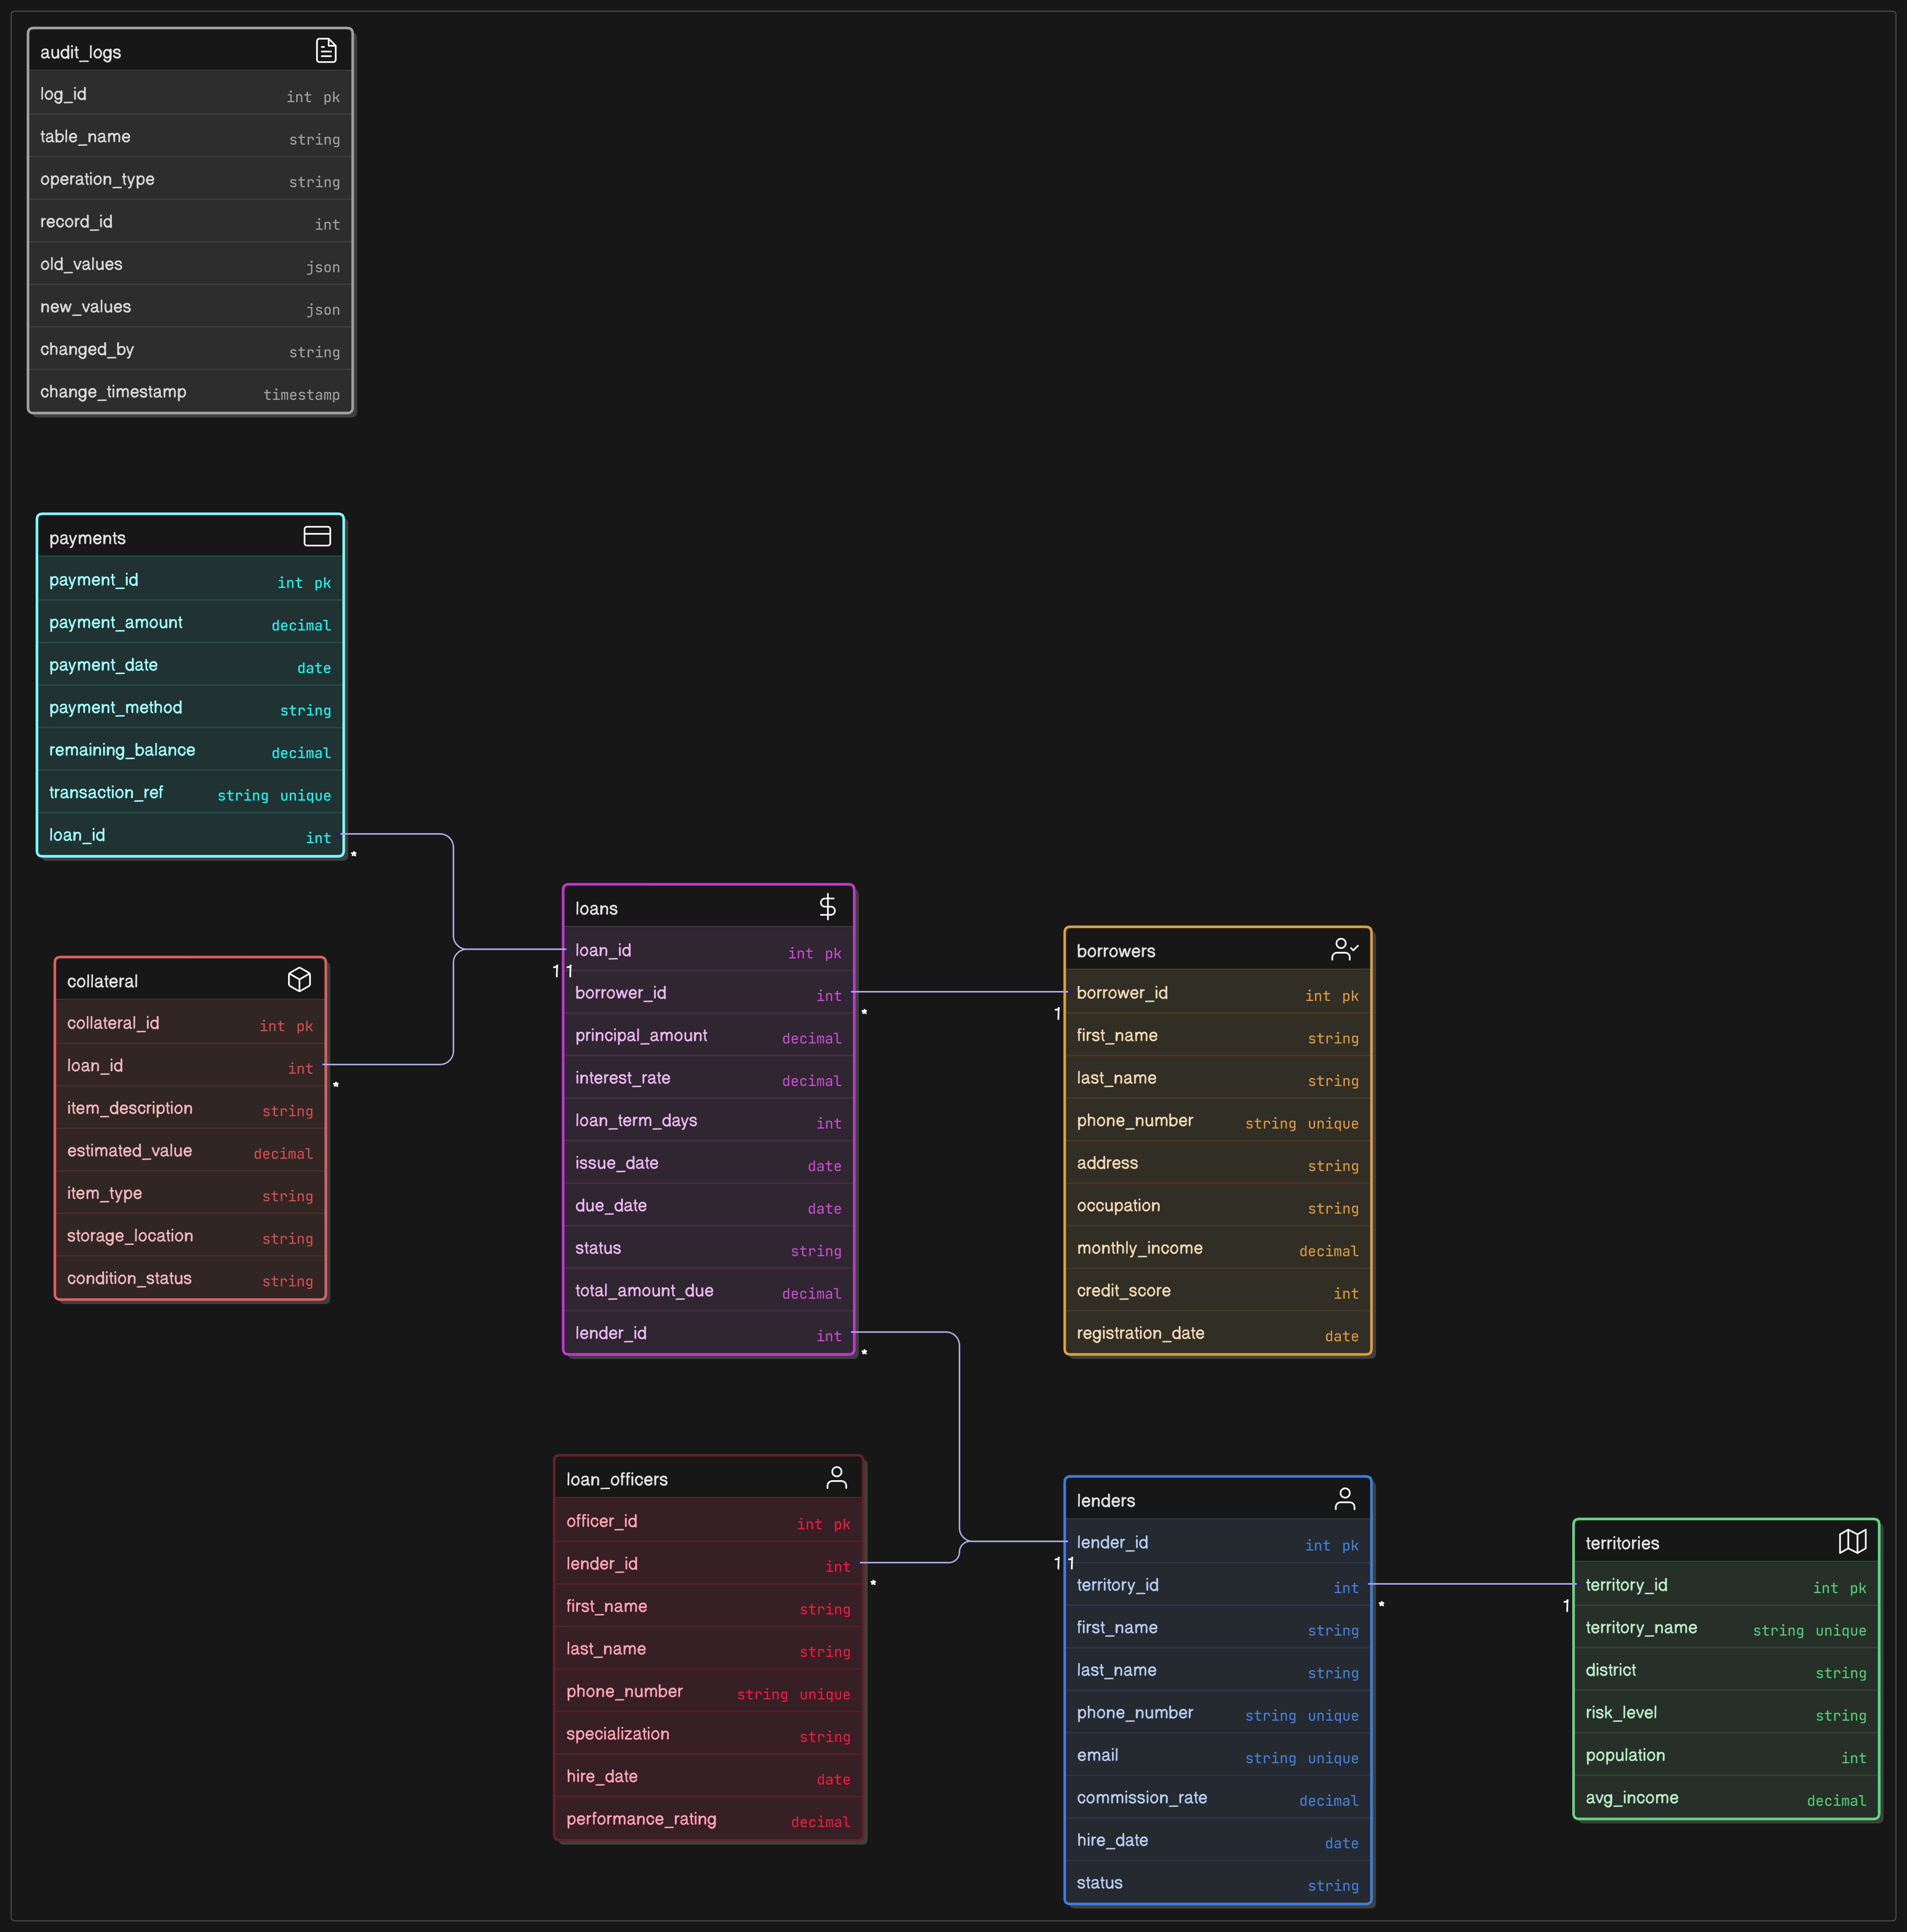 audit_logs
log_id int pk
table_name string
operation_type string
record_id int
old_values json
new_values json
changed_by string
change_timestamp timestamp
payments
payment_id int pk
payment_amount decimal
payment_date date
payment_method string
remaining_balance decimal
transaction_ref string unique
loan_id int
*
collateral
collateral_id int pk
loan_id int
*
item_description string
estimated_value decimal
item_type string
storage_location string
condition_status string
loans
loan_id int pk
1 1
borrower_id int
*
principal_amount decimal
interest_rate decimal
loan_term_days int
issue_date date
due_date date
status string
total_amount_due decimal
lender_id int
*
borrowers
borrower_id int pk
1
first_name string
last_name string
phone_number string unique
address string
occupation string
monthly_income decimal
credit_score int
registration_date date
loan_officers
officer_id int pk
lender_id int
*
first_name string
last_name string
phone_number string unique
specialization string
hire_date date
performance_rating decimal
lenders
lender_id int pk
1 1
territory_id int
*
first_name string
last_name string
phone_number string unique
email string unique
commission_rate decimal
hire_date date
status string
territories
territory_id int pk
1
territory_name string unique
district string
risk_level string
population int
avg_income decimal